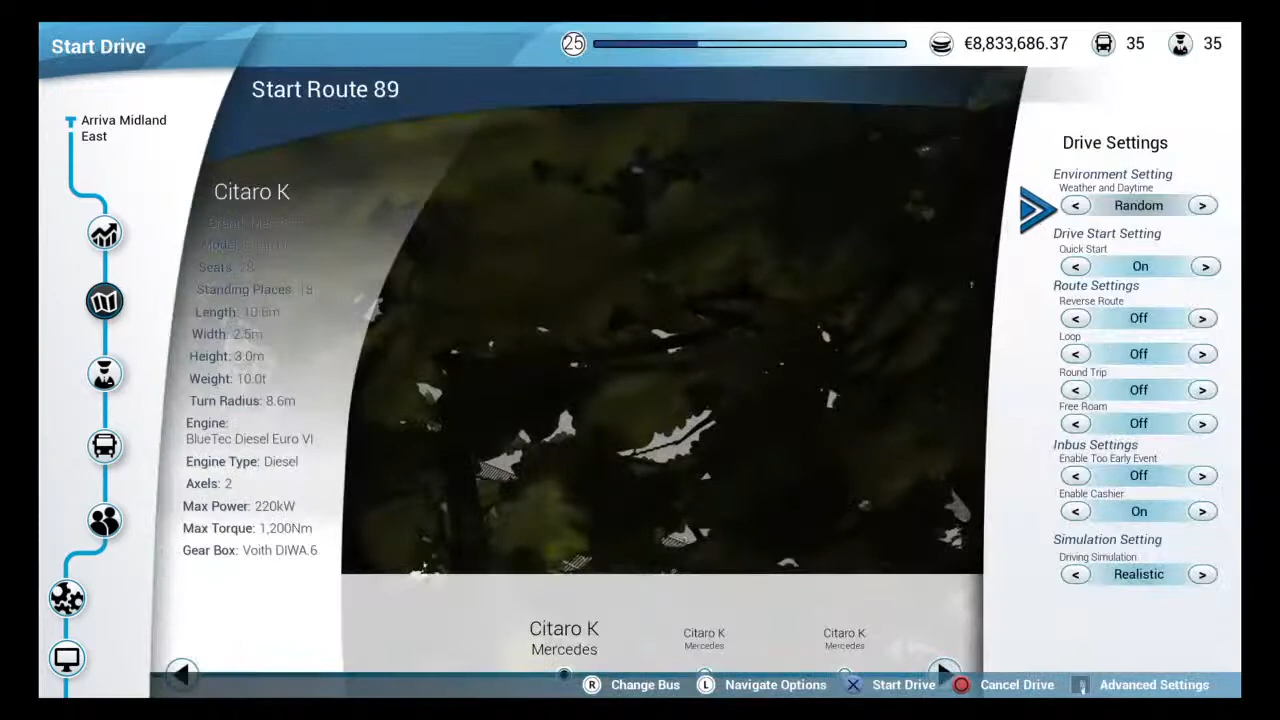 Start Drive
25
€8,833,686.37
35
35
Start Route 89
Arriva Midland
East
Citaro K
Seats: 28
Standing Places:
Length: 10.6m
Width: 2.5m
Height: 3.0m
Weight: 10.0t
Turn Radius: 8.6m
Engine:
BlueTec Diesel Euro VI
Engine Type: Diesel
Axels: 2
Max Power: 220kW
Max Torque: 1,200Nm
Gear Box: Voith DIWA.6
Drive Settings
Environment Setting
Weather and Daytime
< Random >
Drive Start Setting
Quick Start
< On >
Route Settings
Reverse Route
< Off >
Loop
< Off >
Round Trip
< Off >
Free Roam
< Off >
Inbus Settings
Enable Too Early Event
< Off >
Enable Cashier
< On >
Simulation Setting
Driving Simulation
< Realistic >
Citaro K
Mercedes
Citaro K
Mercedes
Citaro K
Mercedes
R Change Bus L Navigate Options Start Drive Cancel Drive Advanced Settings